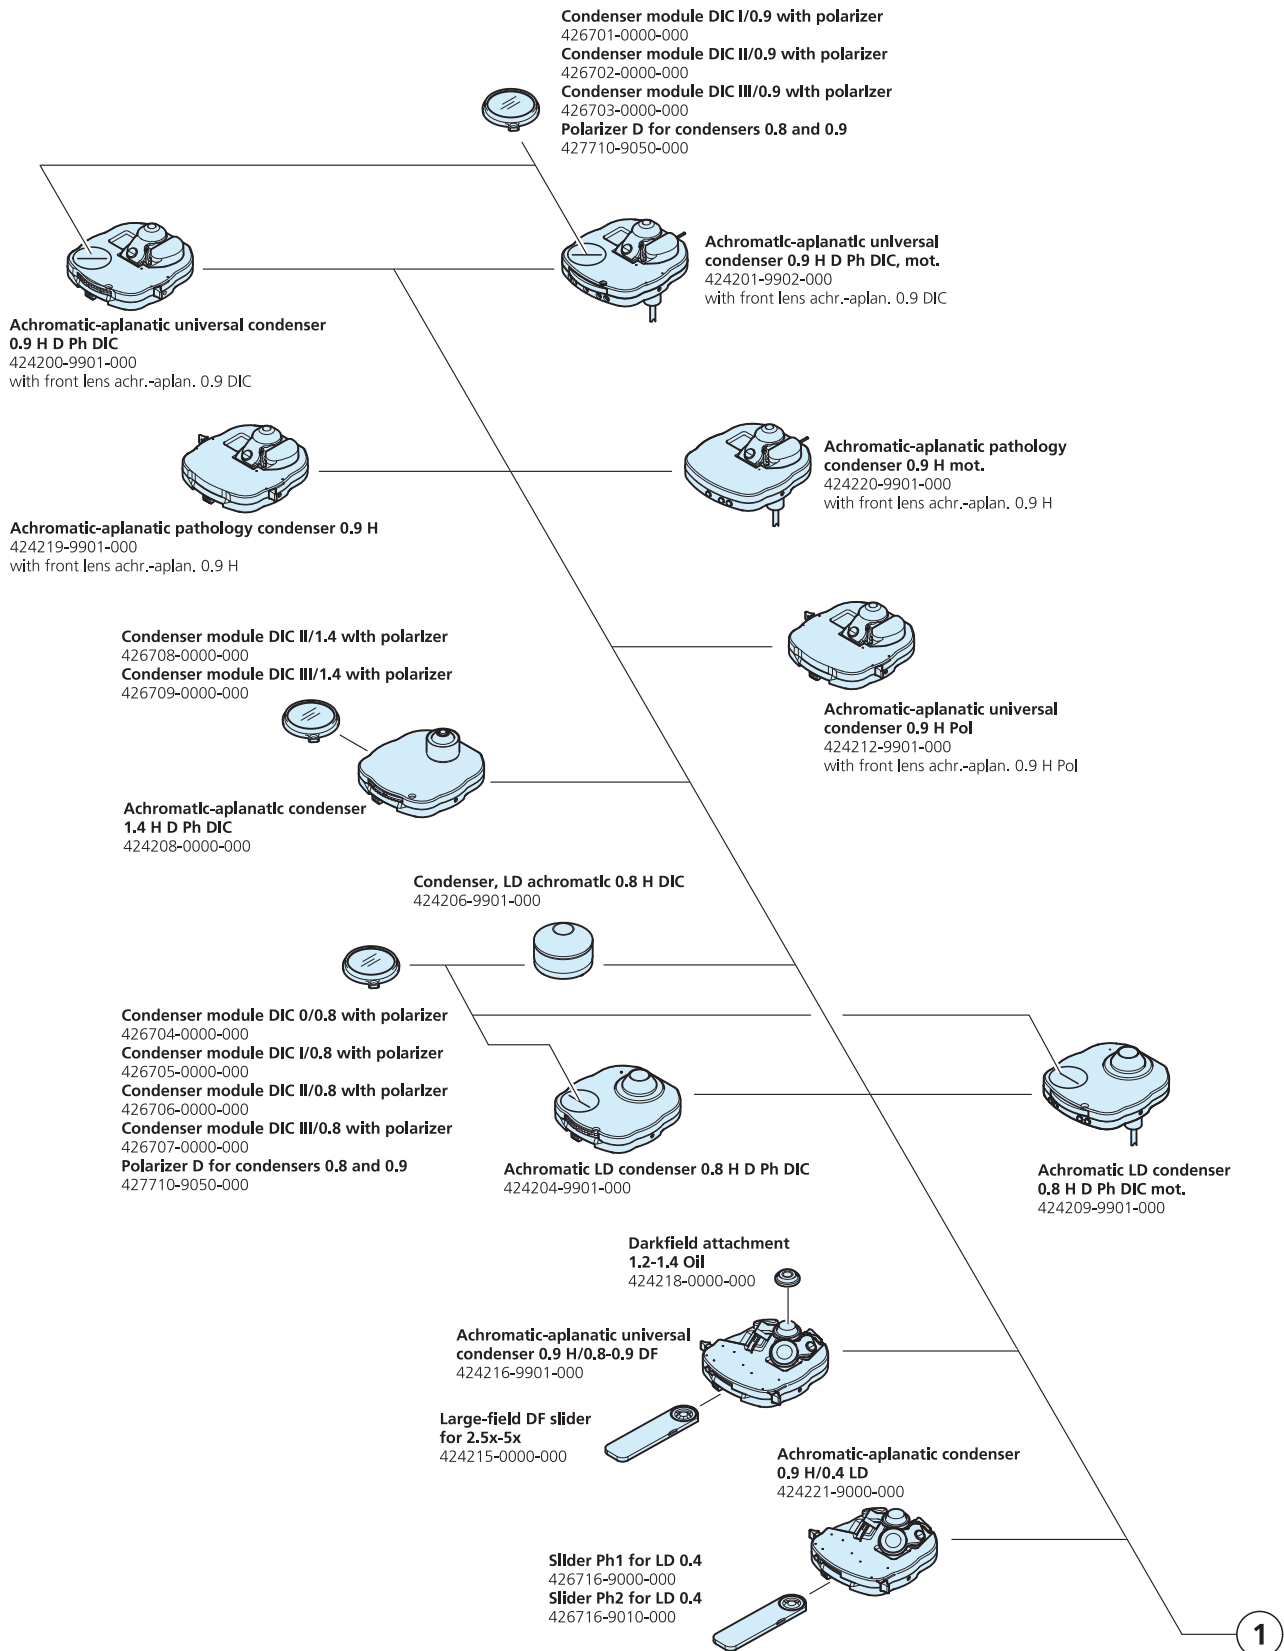 Condenser module DIC I/0.9 with polarizer
426701-0000-000
Condenser module DIC II/0.9 with polarizer
426702-0000-000
Condenser module DIC III/0.9 with polarizer
426703-0000-000
Polarizer D for condensers 0.8 and 0.9
427710-9050-000
Achromatic-aplanatic universal
condenser 0.9 H D Ph DIC, mot.
424201-9902-000
with front lens achr.-aplan. 0.9 DIC
Achromatic-aplanatic universal condenser
0.9 H D Ph DIC
424200-9901-000
with front lens achr.-aplan. 0.9 DIC
Achromatic-aplanatic pathology
condenser 0.9 H mot.
424220-9901-000
with front lens achr.-aplan. 0.9 H
Achromatic-aplanatic pathology condenser 0.9 H
424219-9901-000
with front lens achr.-aplan. 0.9 H
Condenser module DIC II/1.4 with polarizer
426708-0000-000
Condenser module DIC III/1.4 with polarizer
426709-0000-000
Achromatic-aplanatic universal
condenser 0.9 H Pol
424212-9901-000
with front lens achr.-aplan. 0.9 H Pol
Achromatic-aplanatic condenser
1.4 H D Ph DIC
424208-0000-000
Condenser, LD achromatic 0.8 H DIC
424206-9901-000
Condenser module DIC 0/0.8 with polarizer
426704-0000-000
Condenser module DIC I/0.8 with polarizer
426705-0000-000
Condenser module DIC II/0.8 with polarizer
426706-0000-000
Condenser module DIC III/0.8 with polarizer
426707-0000-000
Polarizer D for condensers 0.8 and 0.9
427710-9050-000
Achromatic LD condenser 0.8 H D Ph DIC
424204-9901-000
Achromatic LD condenser
0.8 H D Ph DIC mot.
424209-9901-000
Darkfield attachment
1.2-1.4 Oil
424218-0000-000
Achromatic-aplanatic universal
condenser 0.9 H/0.8-0.9 DF
424216-9901-000
Large-field DF slider
for 2.5x-5x
424215-0000-000
Achromatic-aplanatic condenser
0.9 H/0.4 LD
424221-9000-000
Slider Ph1 for LD 0.4
426716-9000-000
Slider Ph2 for LD 0.4
426716-9010-000
1